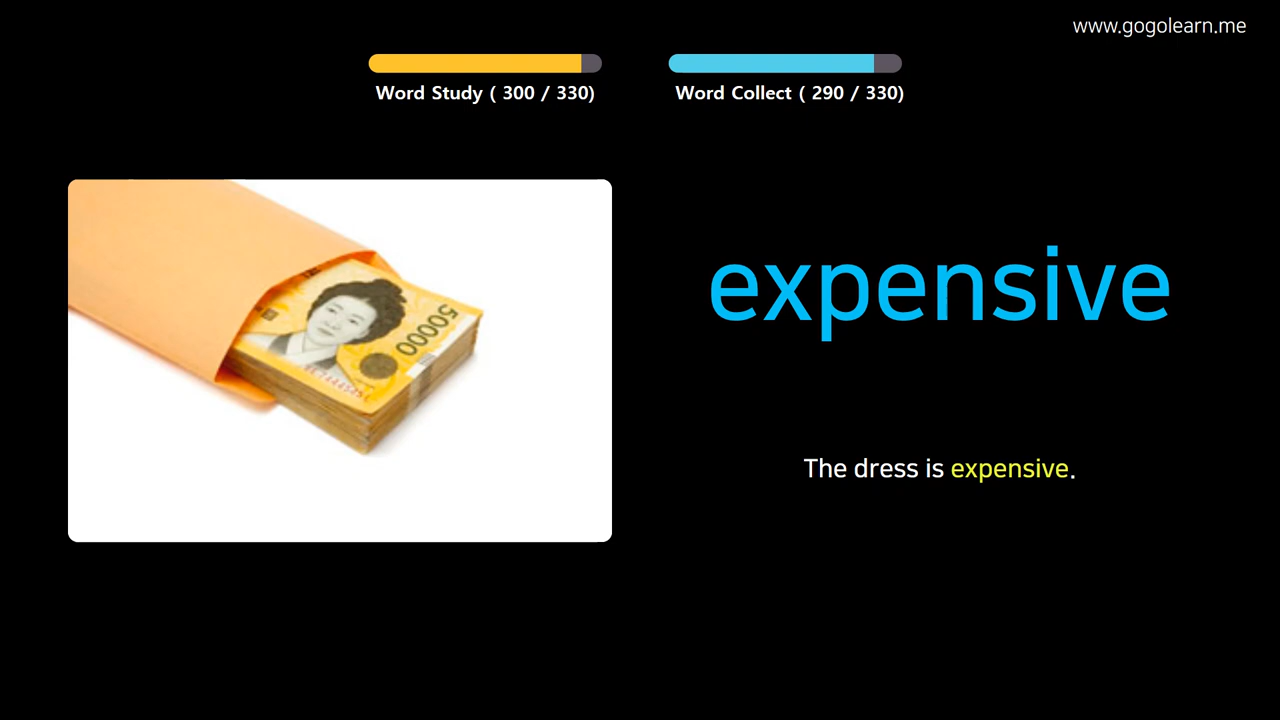 www.gogolearn.me
Word Study ( 300 / 330)
Word Collect ( 290 / 330)
50000
expensive
The dress is expensive.